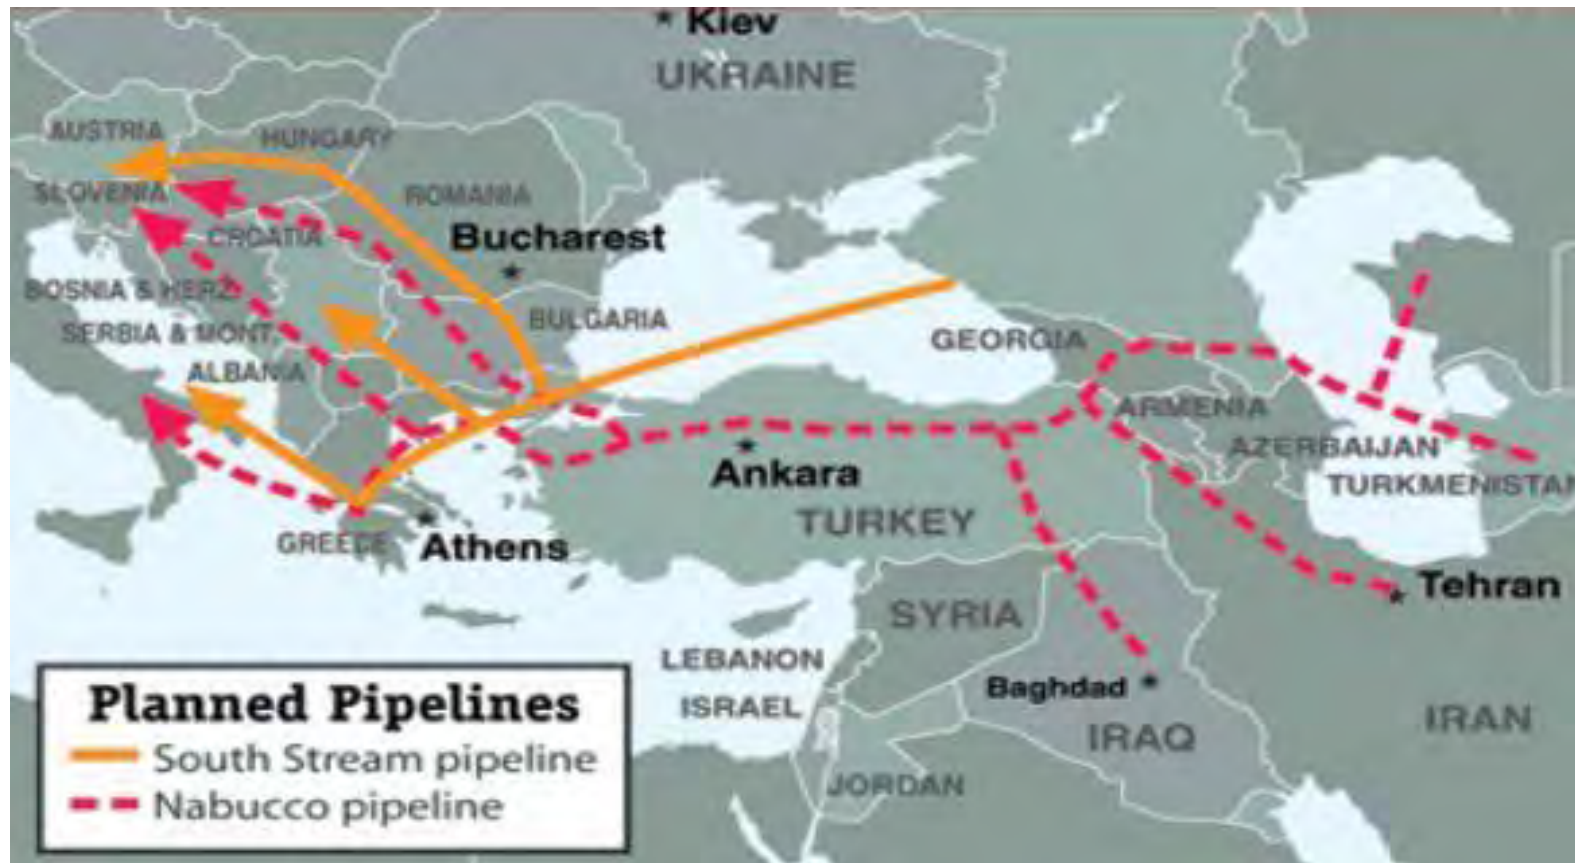 Kiev
UKRAINE
AUSTRIA
HUNGARY
SLOVENIA
ROMANIA
CROATIA
Bucharest
BOSNIA & HERZ.
BULGARIA
SERBIA & MONT.
GEORGIA
ALBANIA
ARMENIA
AZERBAIJAN
Ankara
TURKMENISTAN
TURKEY
GREECE
Athens
Tehran
SYRIA
LEBANON
Baghdad
ISRAEL
IRAN
IRAQ
JORDAN
Planned Pipelines
South Stream pipeline
Nabucco pipeline